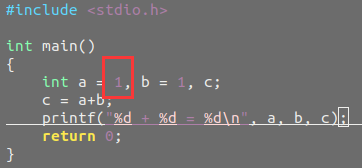 #include <stdio.h>
int main()
{
    int a = 1, b = 1, c;
    c = a+b;
    printf("%d + %d = %d\n", a, b, c);
    return 0;
}